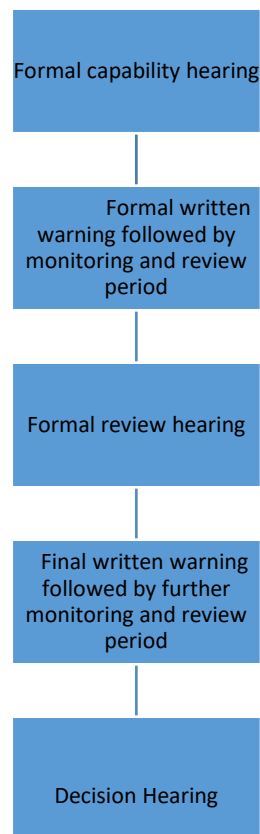 Formal capability hearing
Formal written
warning followed by
monitoring and review
period
Formal review hearing
Final written warning
followed by further
monitoring and review
period
Decision Hearing